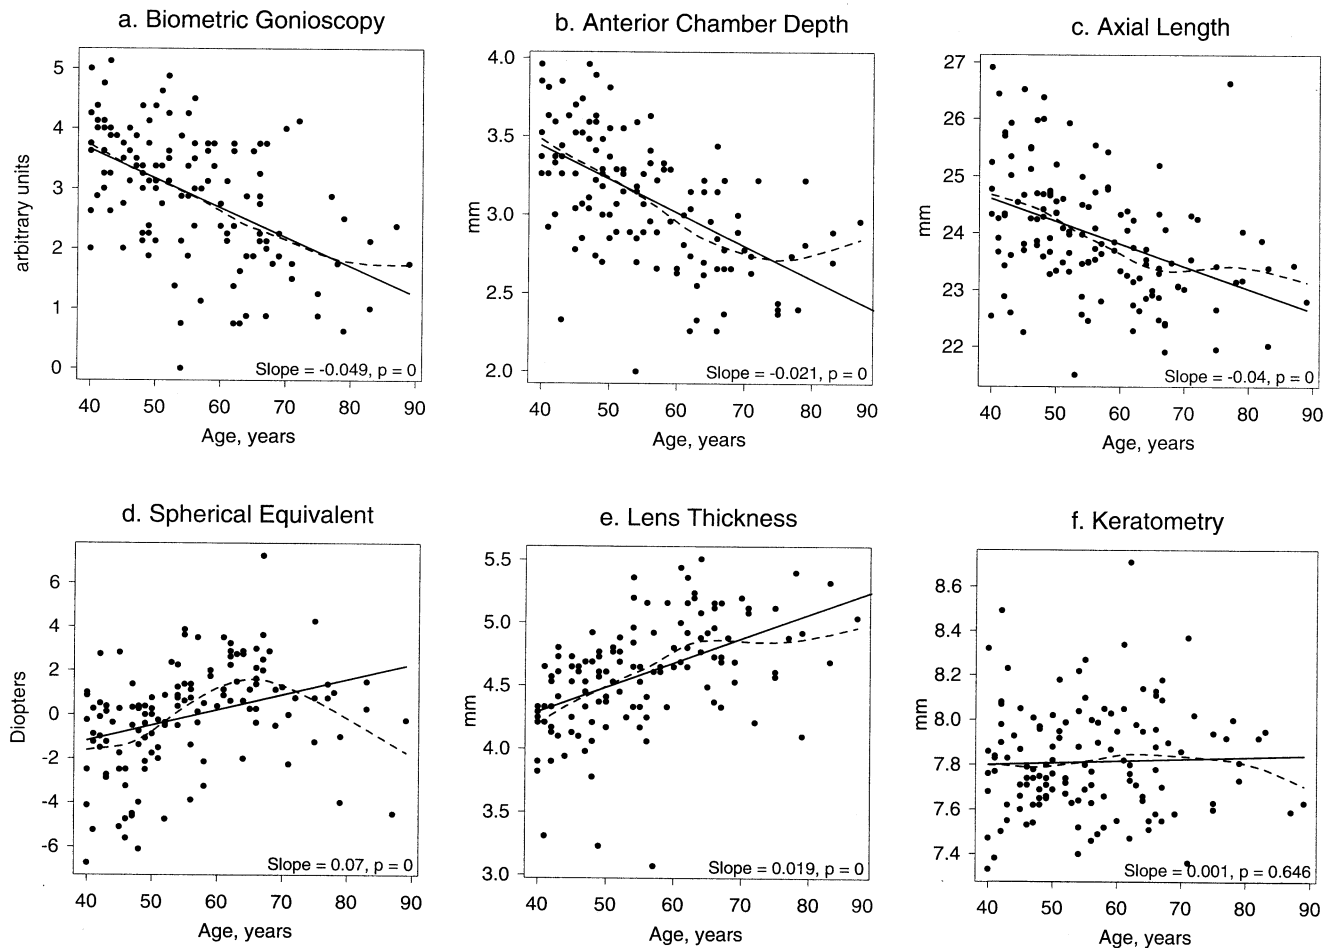 a. Biometric Gonioscopy
5
4
3
2
1
0
arbitrary units
Slope = -0.049, p = 0
40 50 60 70 80 90
Age, years
b. Anterior Chamber Depth
4.0
3.5
3.0
2.5
2.0
mm
Slope = -0.021, p = 0
40 50 60 70 80 90
Age, years
c. Axial Length
27
26
25
24
23
22
mm
Slope = -0.04, p = 0
40 50 60 70 80 90
Age, years
d. Spherical Equivalent
6
4
2
0
-2
-4
-6
Diopters
Slope = 0.07, p = 0
40 50 60 70 80 90
Age, years
e. Lens Thickness
5.5
5.0
4.5
4.0
3.5
3.0
mm
Slope = 0.019, p = 0
40 50 60 70 80 90
Age, years
f. Keratometry
8.6
8.4
8.2
8.0
7.8
7.6
7.4
mm
Slope = 0.001, p = 0.646
40 50 60 70 80 90
Age, years